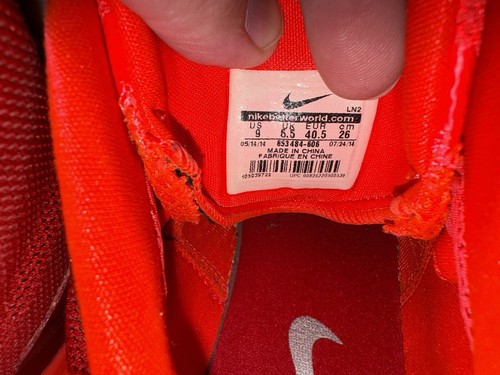 LN2
nikebetterworld.com
US UK EUR cm
9 6.5 40.5 26
05/14/14 653484-606 07/24/14
MADE IN CHINA
FABRIQUE EN CHINE